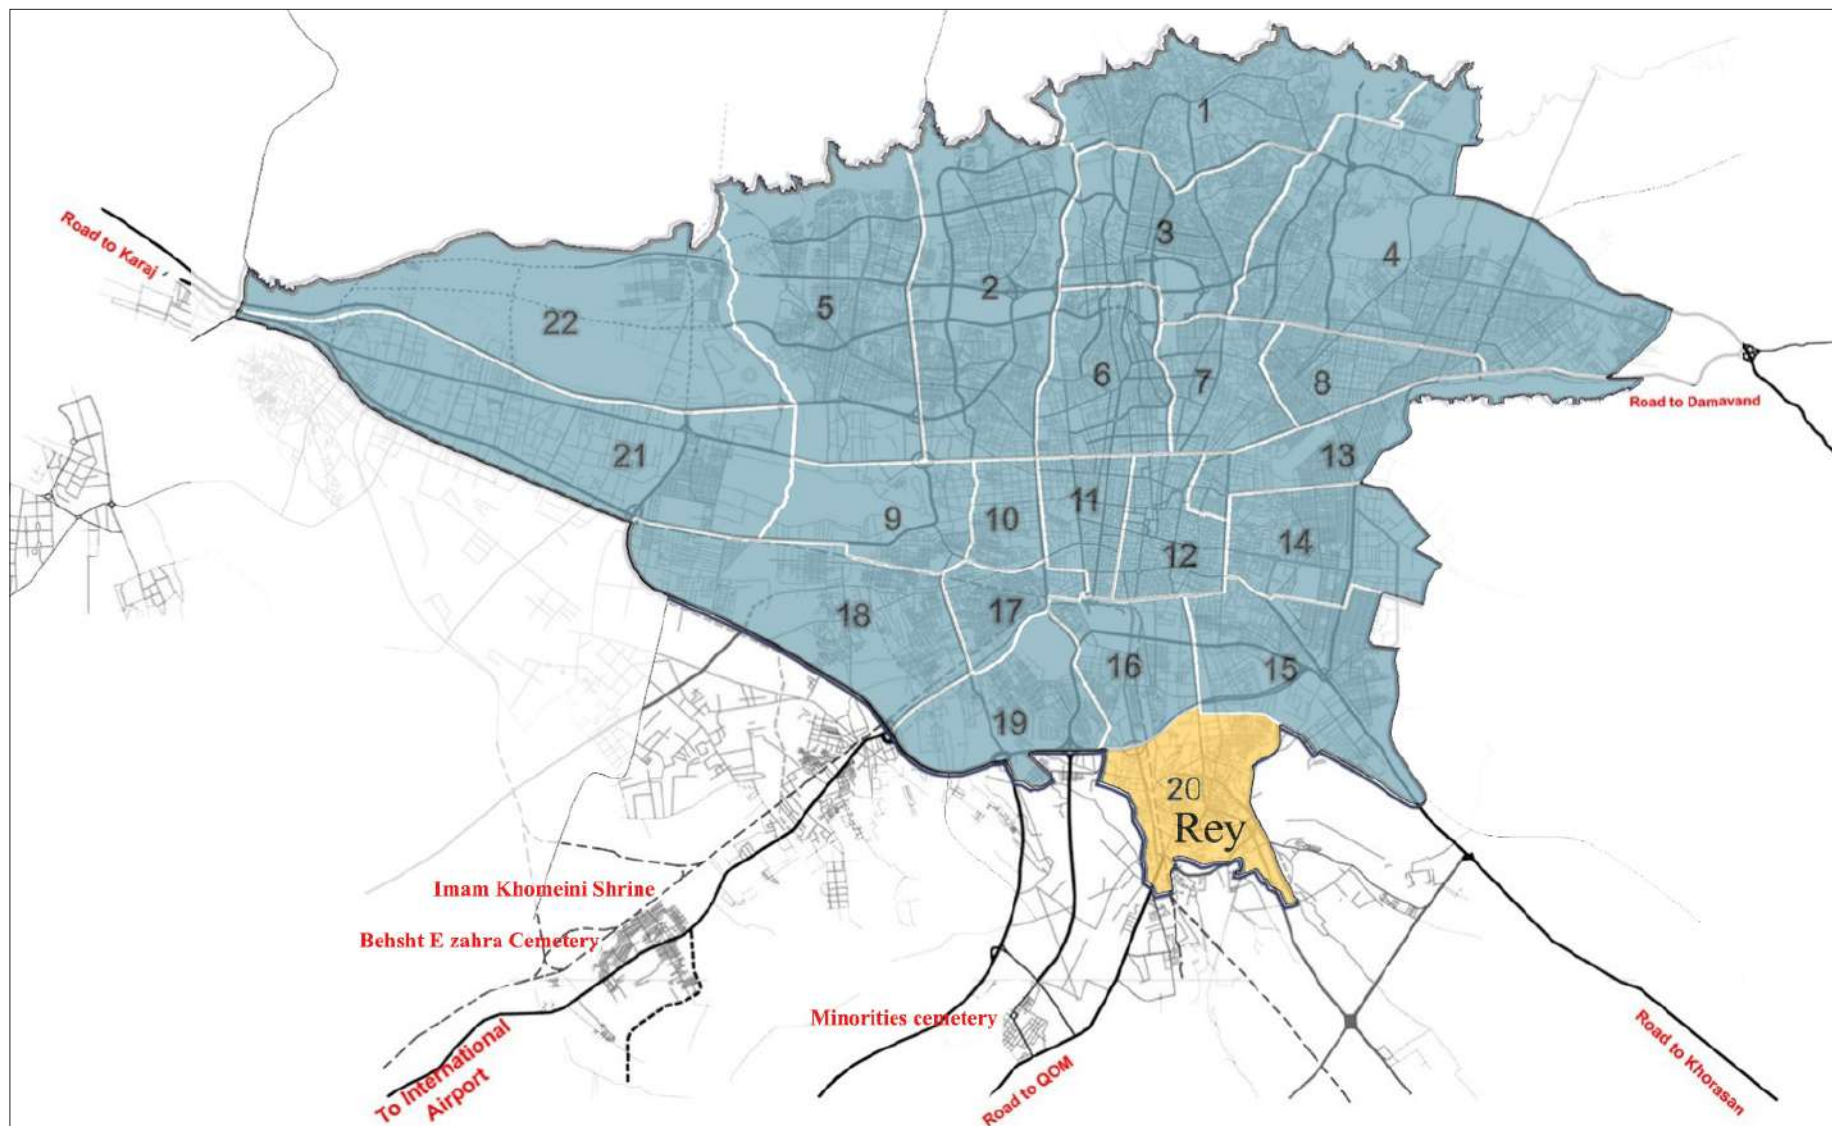 1
3
4
Road to Karaj
2
5
22
6
7
8
Road to Damavand
21
13
9
10
11
12
14
18
17
16
15
19
20
Rey
Imam Khomeini Shrine
Behsht E zahra Cemetery
Minorities cemetery
To International
Airport
Road to QOM
Road to Khorasan